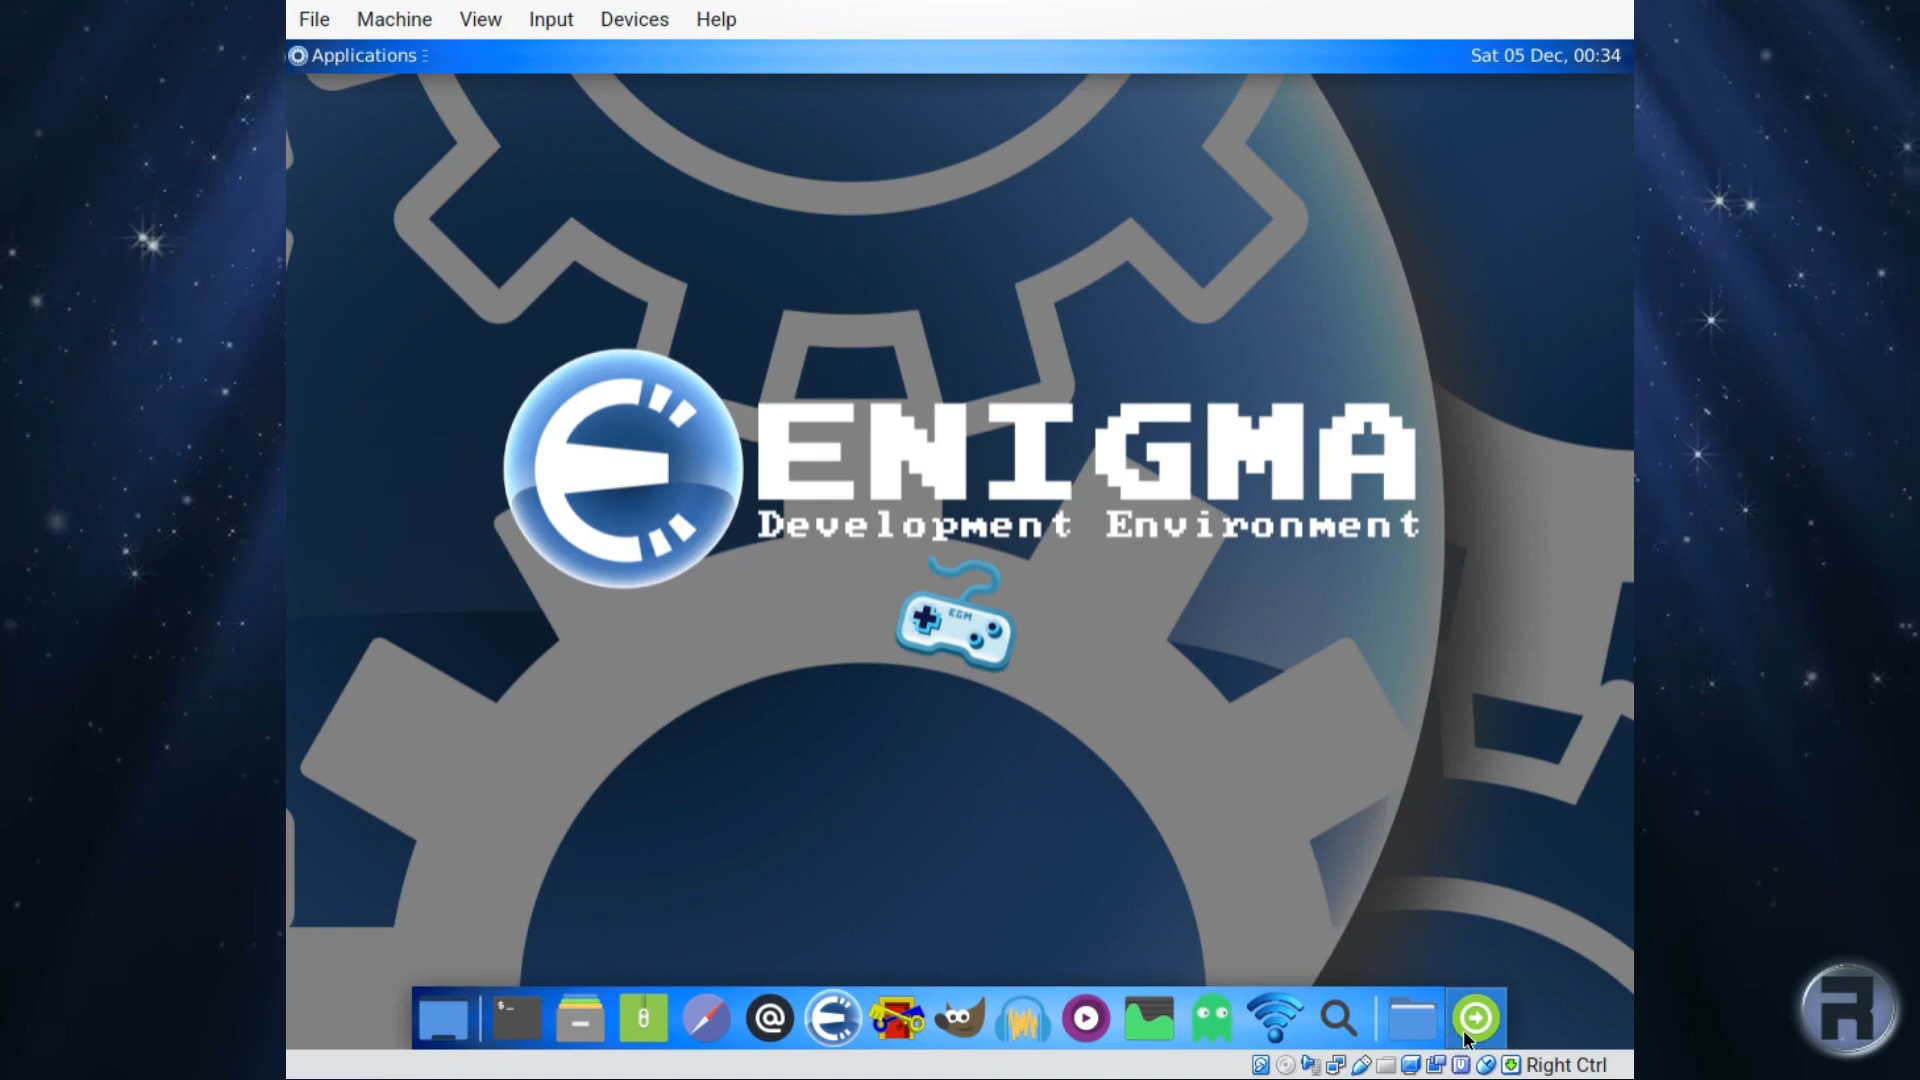 File Machine View Input Devices Help
Applications
Sat 05 Dec, 00:34
ENIGMA
Development Environment
EGM
$_
@
R
Right Ctrl